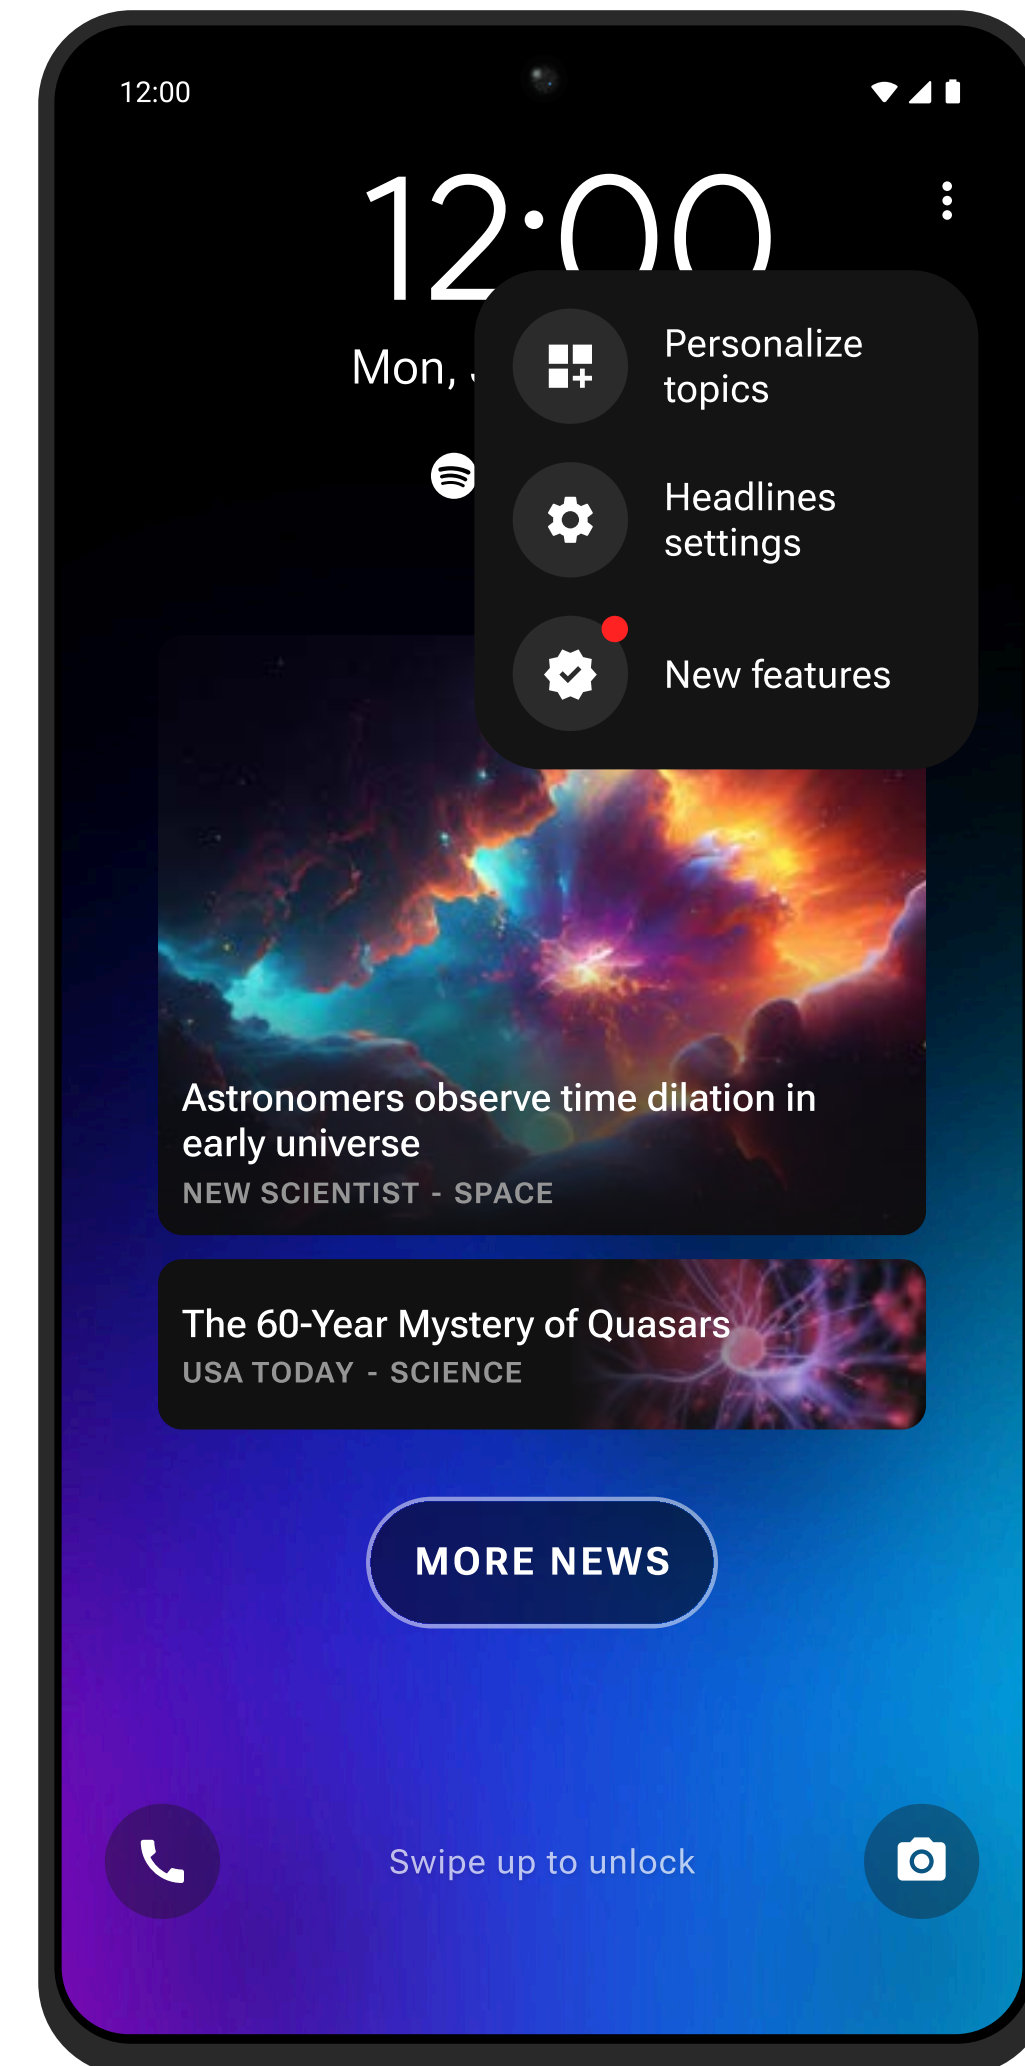 12:00
12:00
Mon,
Personalize
topics
Headlines
settings
New features
Astronomers observe time dilation in
early universe
NEW SCIENTIST - SPACE
The 60-Year Mystery of Quasars
USA TODAY - SCIENCE
MORE NEWS
Swipe up to unlock